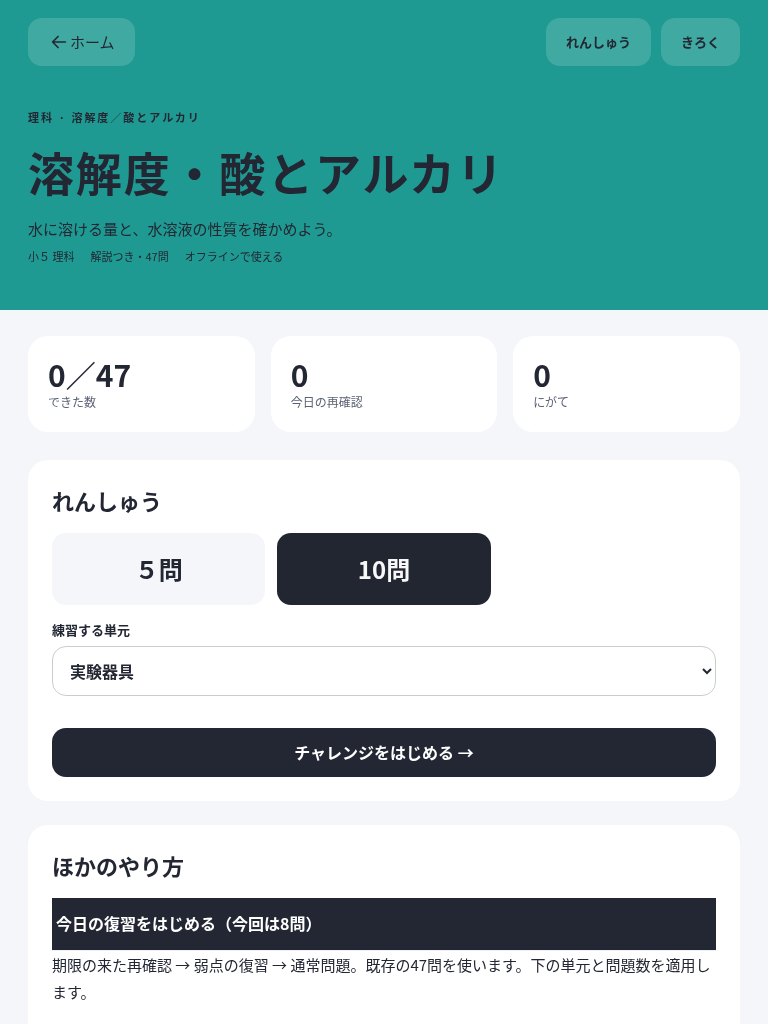 ← ホーム
れんしゅう
きろく
理科 · 溶解度／酸とアルカリ
溶解度・酸とアルカリ
水に溶ける量と、水溶液の性質を確かめよう。
小５ 理科 解説つき・47問 オフラインで使える
0／47
できた数
0
今日の再確認
0
にがて
れんしゅう
５問
10問
練習する単元
実験器具
チャレンジをはじめる →
ほかのやり方
今日の復習をはじめる（今回は8問）
期限の来た再確認 → 弱点の復習 → 通常問題。既存の47問を使います。下の単元と問題数を適用し
ます。